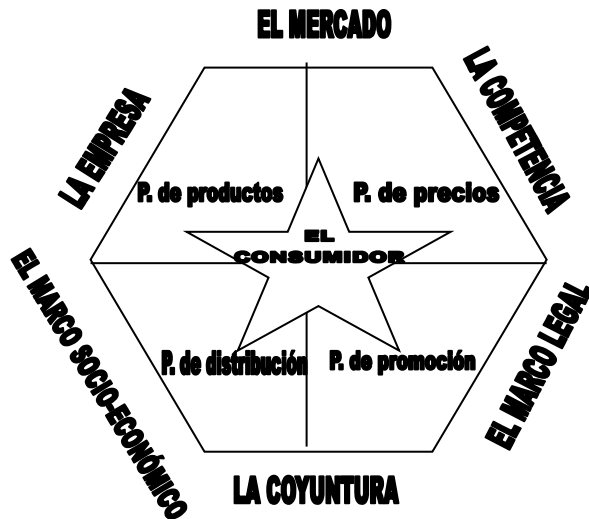 EL MERCADO
LA EMPRESA
LA COMPETENCIA
P. de productos
P. de precios
EL
CONSUMIDOR
EL MARCO SOCIO-ECONÓMICO
EL MARCO LEGAL
P. de distribución
P. de promoción
LA COYUNTURA